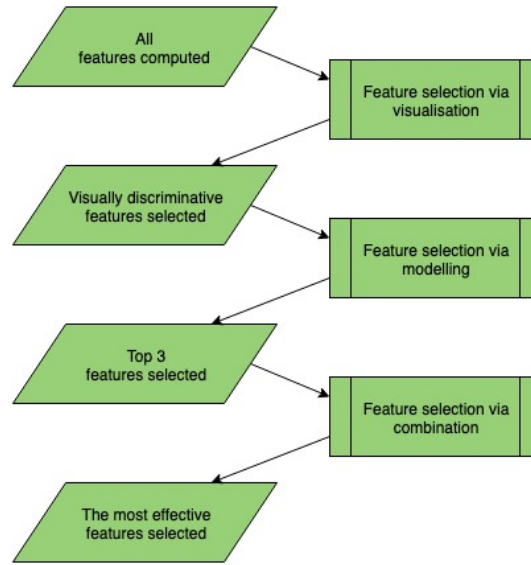 All
features computed
Feature selection via
visualisation
Visually discriminative
features selected
Feature selection via
modelling
Top 3
features selected
Feature selection via
combination
The most effective
features selected